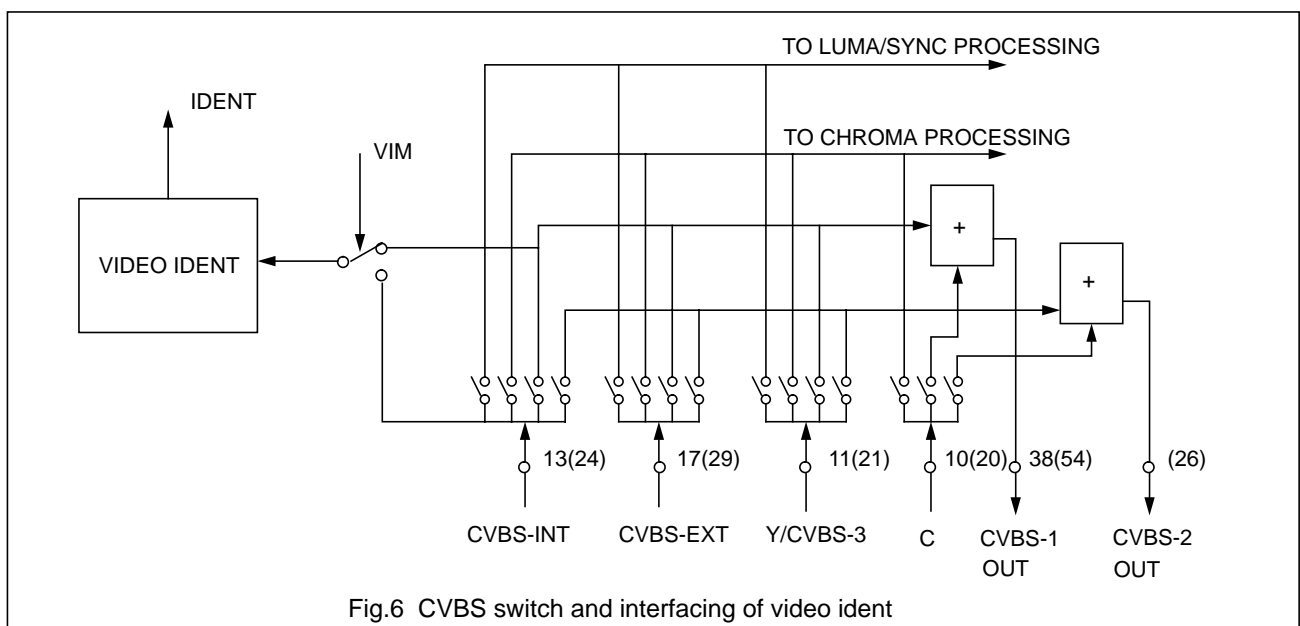 TO LUMA/SYNC PROCESSING
IDENT
TO CHROMA PROCESSING
VIM
+
VIDEO IDENT
+
13(24)
17(29)
11(21)
10(20)
38(54)
(26)
CVBS-INT
CVBS-EXT
Y/CVBS-3
C
CVBS-1
OUT
CVBS-2
OUT
Fig.6 CVBS switch and interfacing of video ident